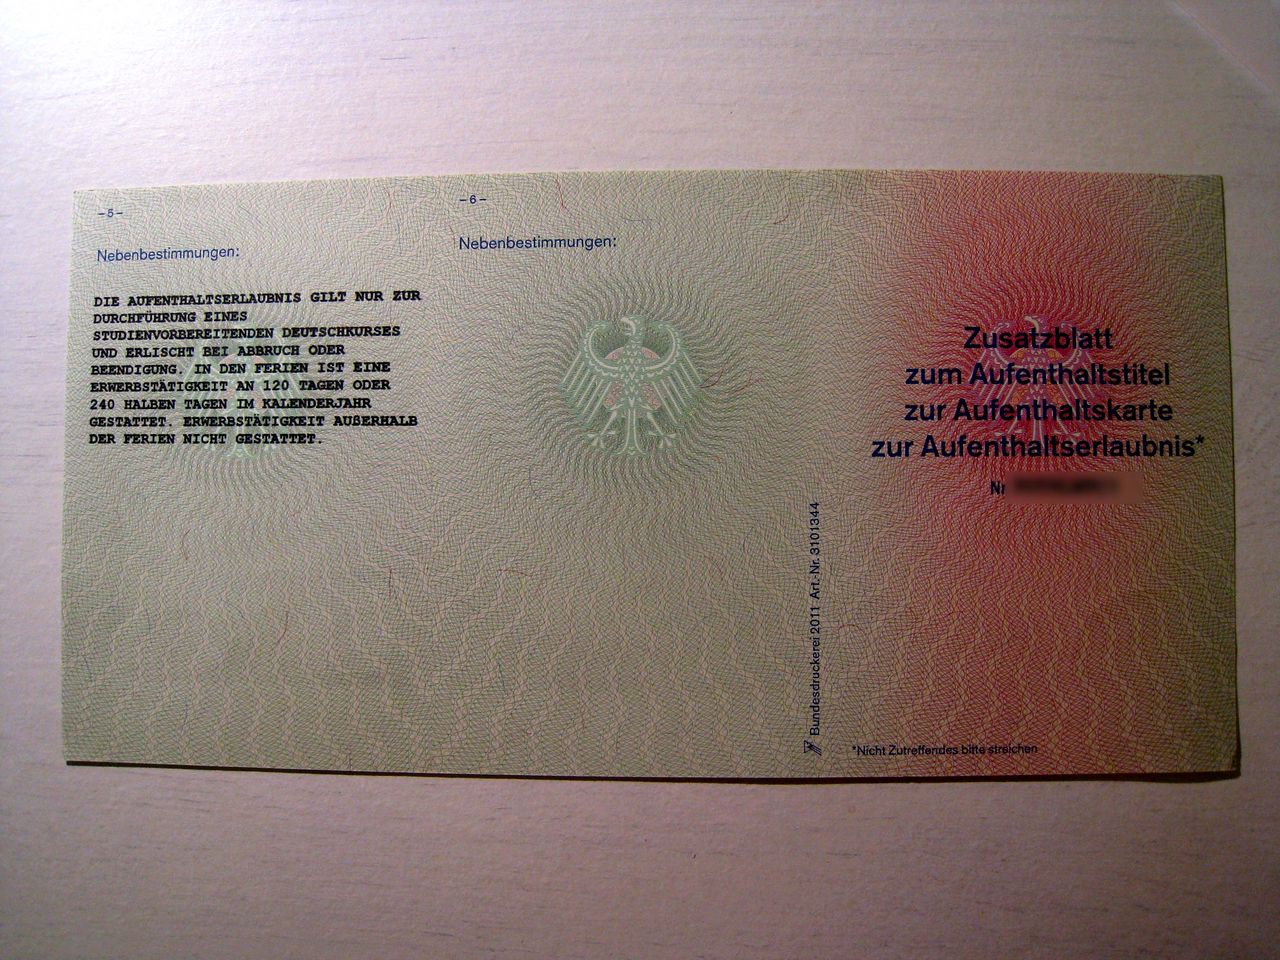 – 5 –
Nebenbestimmungen:
DIE AUFENTHALTSERLAUBNIS GILT NUR ZUR
DURCHFÜHRUNG EINES
STUDIENVORBEREITENDEN DEUTSCHKURSES
UND ERLISCHT BEI ABBRUCH ODER
BEENDIGUNG. IN DEN FERIEN IST EINE
ERWERBSTÄTIGKEIT AN 120 TAGEN ODER
240 HALBEN TAGEN IM KALENDERJAHR
GESTATTET. ERWERBSTÄTIGKEIT AUßERHALB
DER FERIEN NICHT GESTATTET.
– 6 –
Nebenbestimmungen:
Bundesdruckerei 2011 Art.-Nr. 3101344
Zusatzblatt
zum Aufenthaltstitel
zur Aufenthaltskarte
zur Aufenthaltserlaubnis*
Nr
*Nicht Zutreffendes bitte streichen